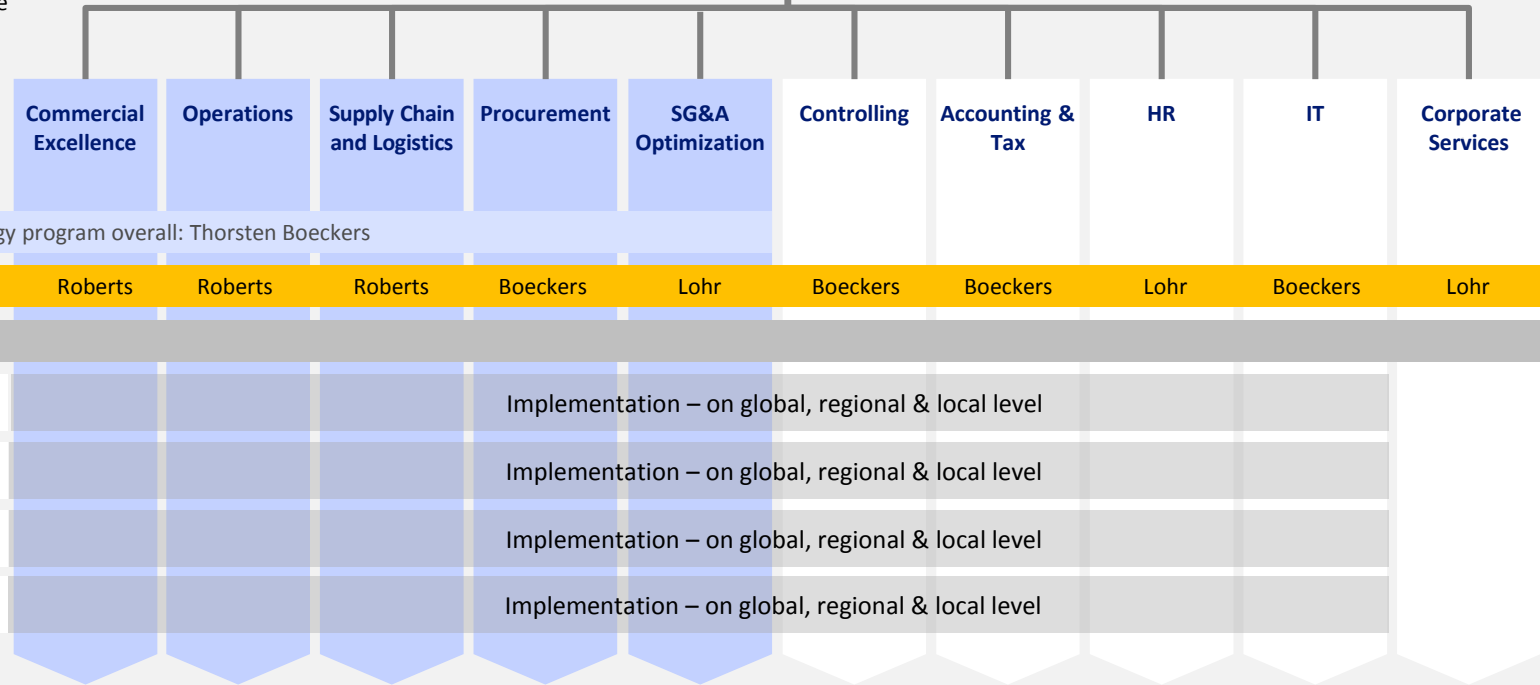 Commercial
Excellence
Operations
Supply Chain
and Logistics
Procurement
SG&A
Optimization
Controlling
Accounting &
Tax
HR
IT
Corporate
Services
program overall: Thorsten Boeckers
Roberts Roberts Roberts Boeckers Lohr Boeckers Boeckers Lohr Boeckers Lohr
Implementation – on global, regional & local level
Implementation – on global, regional & local level
Implementation – on global, regional & local level
Implementation – on global, regional & local level